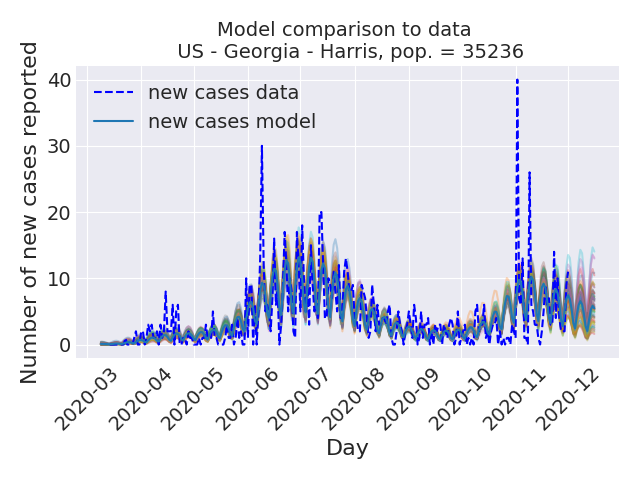 Model comparison to data
US - Georgia - Harris, pop. = 35236
Number of new cases reported
40
30
20
10
0
new cases data
new cases model
2020-03
2020-04
2020-05
2020-06
2020-07
2020-08
2020-09
2020-10
2020-11
2020-12
Day